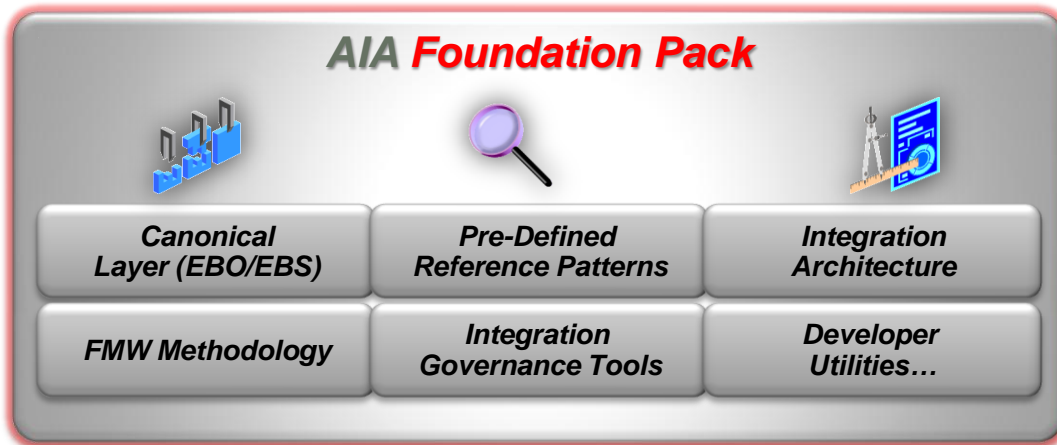 AIA Foundation Pack
Canonical
Layer (EBO/EBS)
Pre-Defined
Reference Patterns
Integration
Architecture
FMW Methodology
Integration
Governance Tools
Developer
Utilities…